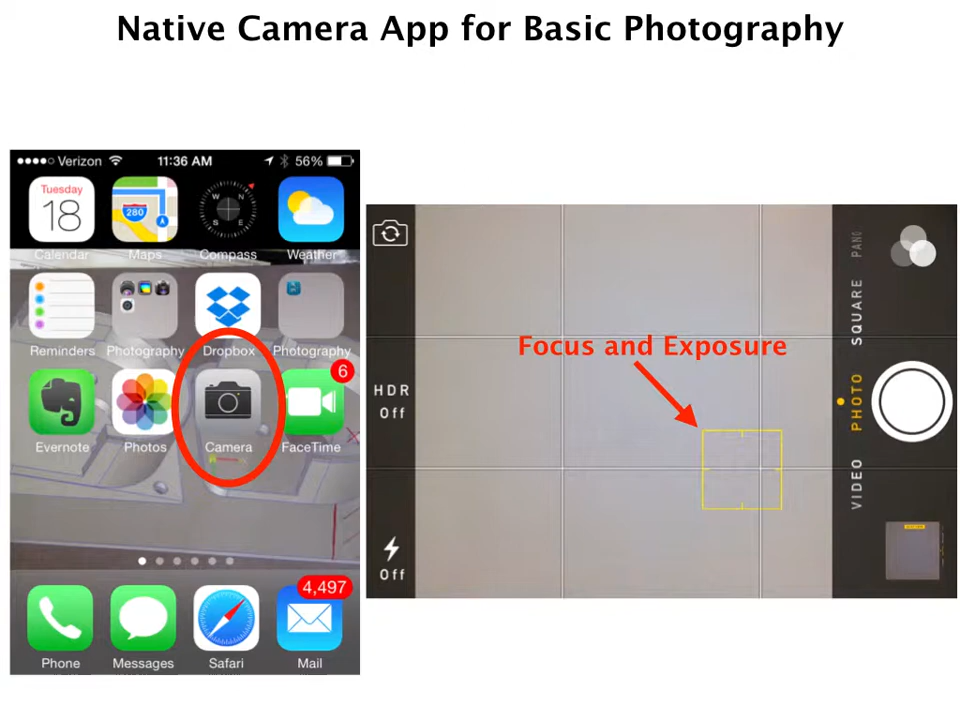 Native Camera App for Basic Photography
Verizon 11:36 AM 56%
Tuesday
18
280
W N
S E
Calendar Maps Compass Weather
Reminders Photography Dropbox Photography
6
Evernote Photos Camera FaceTime
4,497
Phone Messages Safari Mail
HDR
Off
Off
Focus and Exposure
PANO
SQUARE
PHOTO
VIDEO